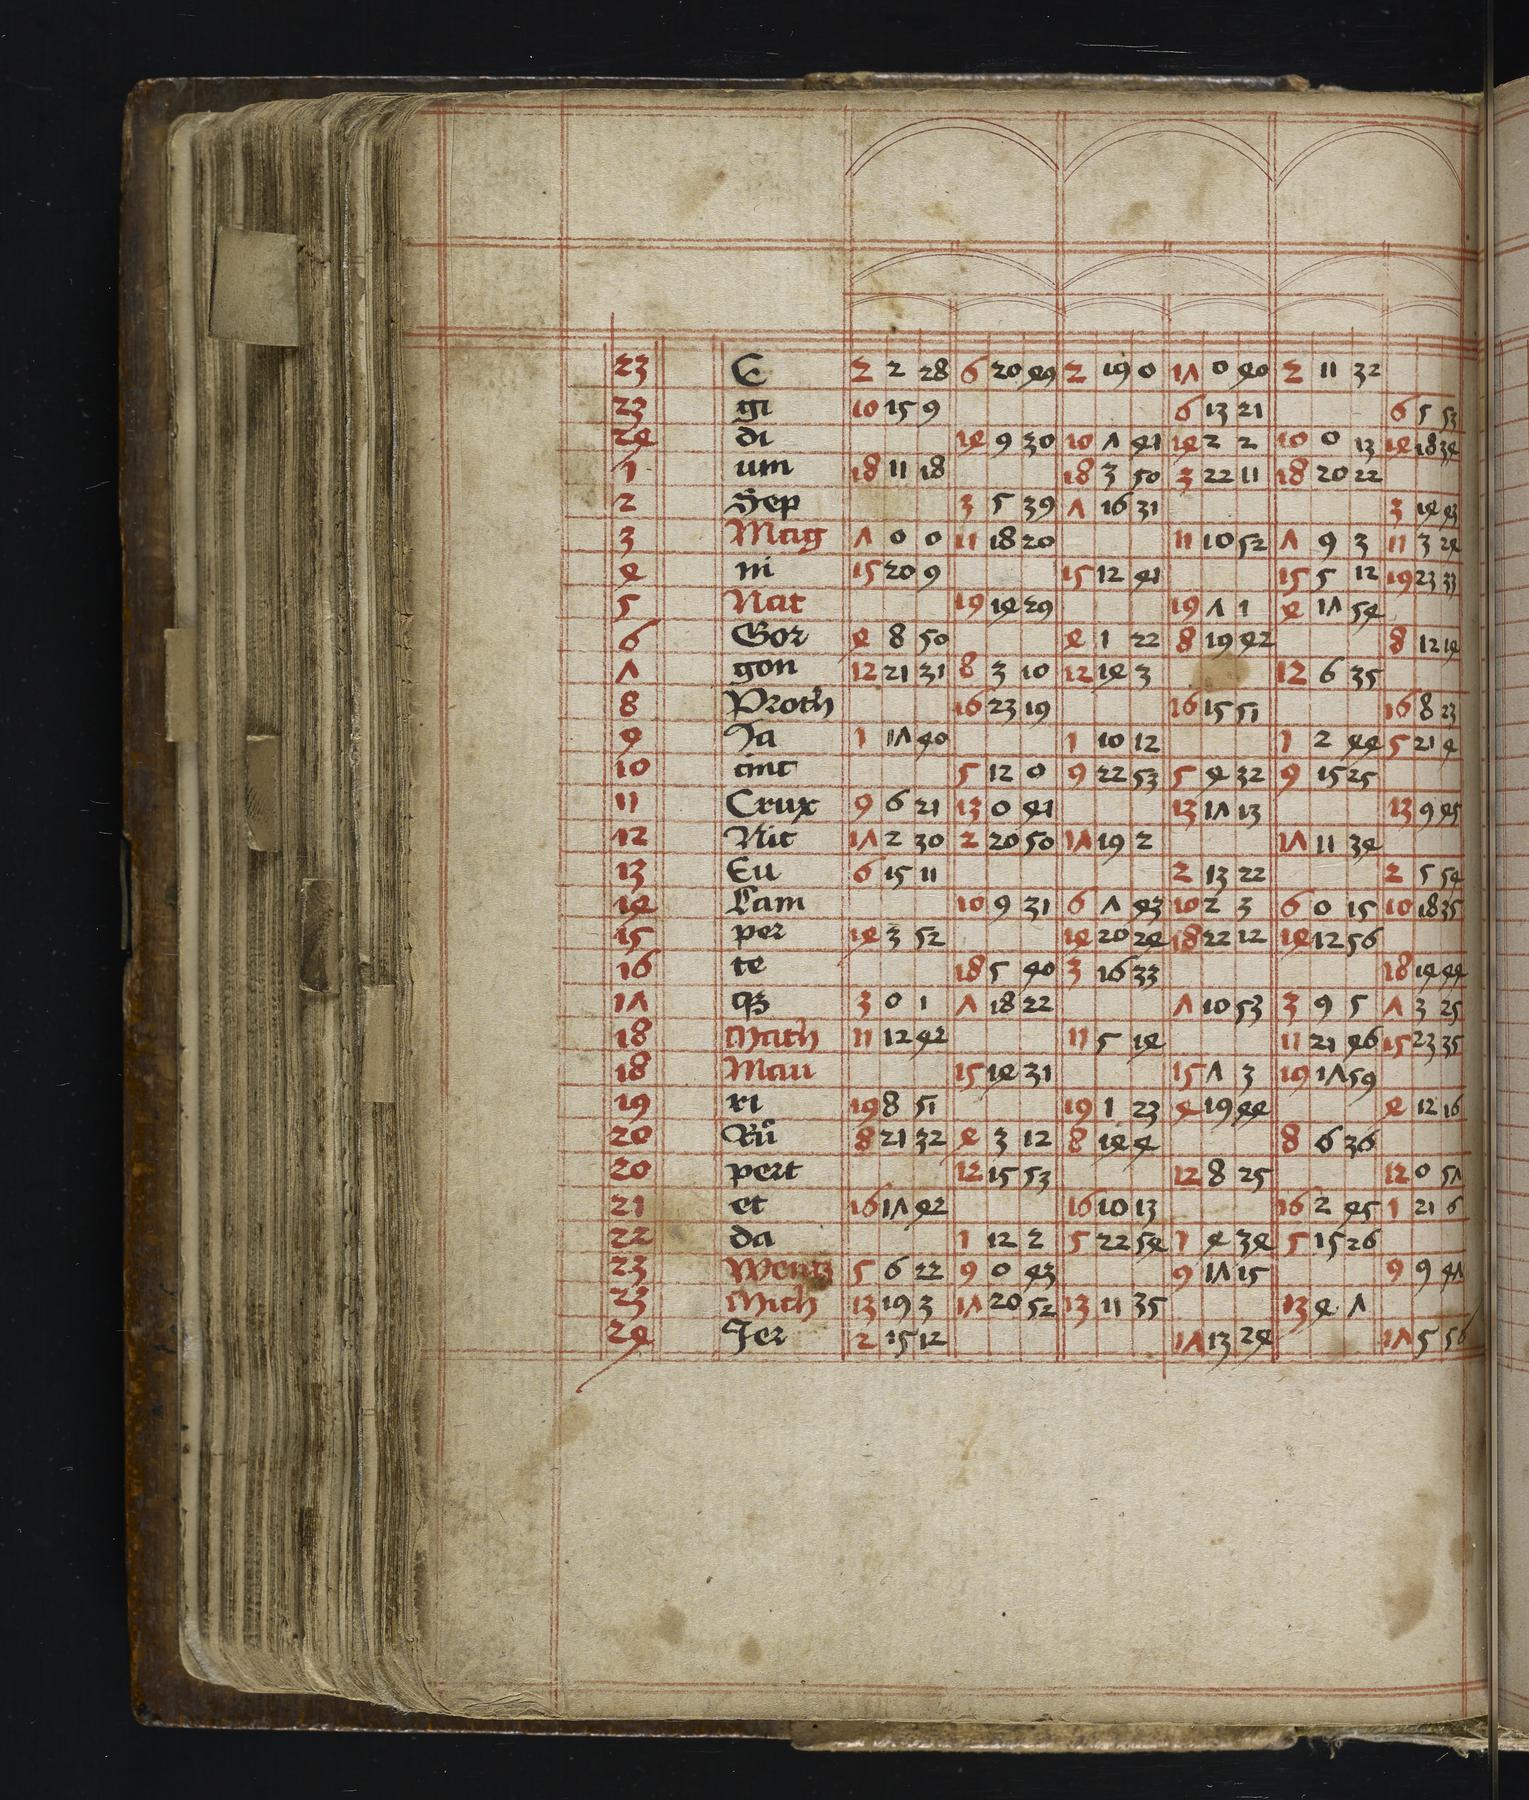 23 E 2 2 28 6 20 49 2 19 0 17 0 40 2 11 32
23 gi 10 15 9 6 13 21 6 5 53
24 di 14 9 30 10 7 41 14 2 2 10 0 13 14 18 34
1 um 18 11 18 18 3 50 3 22 11 18 20 22
2 Sep 3 5 39 7 16 31 3 14 43
3 Mag 7 0 0 11 18 20 11 10 52 7 9 3 11 3 24
4 ni 15 20 9 15 12 41 15 5 12 19 23 33
5 Nat 19 14 29 19 7 1 4 17 54
6 Gor 4 8 50 4 1 22 8 19 42 8 12 14
7 gon 12 21 31 8 3 10 12 14 3 12 6 35
8 Proth 16 23 19 16 15 51 16 8 23
9 Ja 1 17 40 1 10 12 1 2 44 5 21 4
10 cinct 5 12 0 9 22 53 5 4 32 9 15 25
11 Crux 9 6 21 13 0 41 13 17 13 13 9 45
12 Nic 17 2 30 2 20 50 17 19 2 17 11 34
13 Eu 6 15 11 2 13 22 2 5 54
14 Lam 10 9 31 6 7 43 10 2 3 6 0 15 10 18 35
15 per 14 3 52 14 20 24 18 22 12 14 12 56
16 te 18 5 40 3 16 33 18 14 44
17 qꝫ 3 0 1 7 18 22 7 10 53 3 9 5 7 3 25
18 Math 11 12 42 11 5 14 11 21 46 15 23 35
18 Mau 15 14 31 15 7 3 19 17 59
19 ri 19 8 51 19 1 23 4 19 44 4 12 16
20 Rů 8 21 32 4 3 12 8 14 4 8 6 36
20 pert 12 15 53 12 8 25 12 0 57
21 et 16 17 42 16 10 13 16 2 45 1 21 6
22 da 1 12 2 5 22 54 1 4 34 5 15 26
23 Wentz 5 6 22 9 0 43 9 17 15 9 9 47
23 Mich 13 19 3 17 20 52 13 11 35 13 4 7
24 Jer 2 15 12 17 13 24 17 5 56